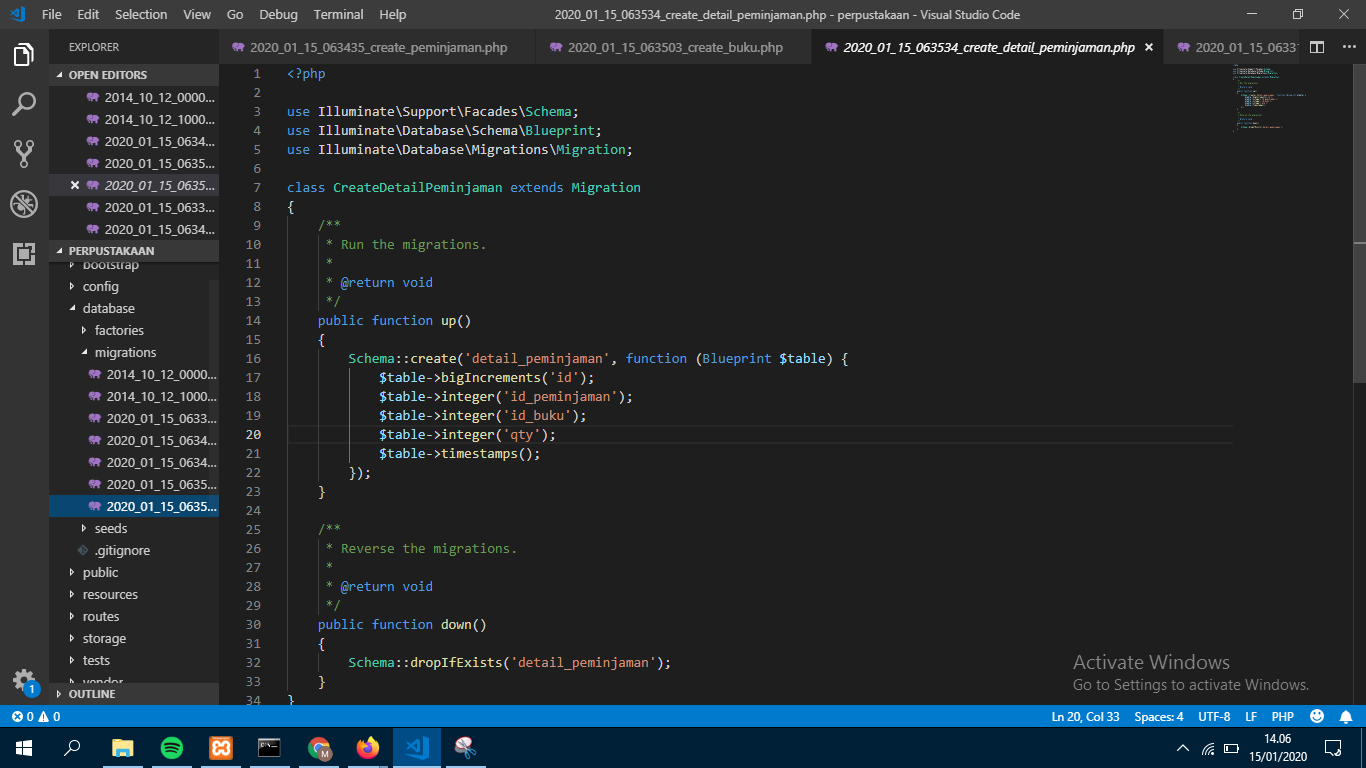 File Edit Selection View Go Debug Terminal Help
2020_01_15_063534_create_detail_peminjaman.php - perpustakaan - Visual Studio Code
EXPLORER
OPEN EDITORS
2014_10_12_0000...
2014_10_12_1000...
2020_01_15_0634...
2020_01_15_0635...
2020_01_15_0635...
2020_01_15_0633...
2020_01_15_0634...
PERPUSTAKAAN
bootstrap
config
database
factories
migrations
2014_10_12_0000...
2014_10_12_1000...
2020_01_15_0633...
2020_01_15_0634...
2020_01_15_0634...
2020_01_15_0635...
2020_01_15_0635...
seeds
.gitignore
public
resources
routes
storage
tests
vendor
OUTLINE
2020_01_15_063435_create_peminjaman.php
2020_01_15_063503_create_buku.php
2020_01_15_063534_create_detail_peminjaman.php
2020_01_15_0633
1 <?php
2
3 use Illuminate\Support\Facades\Schema;
4 use Illuminate\Database\Schema\Blueprint;
5 use Illuminate\Database\Migrations\Migration;
6
7 class CreateDetailPeminjaman extends Migration
8 {
9 /**
10 * Run the migrations.
11 *
12 * @return void
13 */
14 public function up()
15 {
16 Schema::create('detail_peminjaman', function (Blueprint $table) {
17 $table->bigIncrements('id');
18 $table->integer('id_peminjaman');
19 $table->integer('id_buku');
20 $table->integer('qty');
21 $table->timestamps();
22 });
23 }
24
25 /**
26 * Reverse the migrations.
27 *
28 * @return void
29 */
30 public function down()
31 {
32 Schema::dropIfExists('detail_peminjaman');
33 }
34 }
Activate Windows
Go to Settings to activate Windows.
1
0 0
Ln 20, Col 33 Spaces: 4 UTF-8 LF PHP
M
14.06
15/01/2020